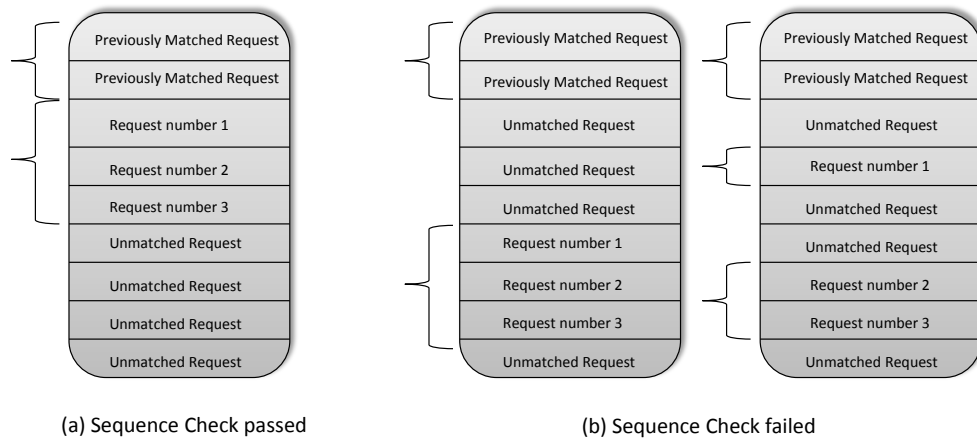 Previously Matched Request
Previously Matched Request
Request number 1
Request number 2
Request number 3
Unmatched Request
Unmatched Request
Unmatched Request
Unmatched Request
(a) Sequence Check passed
Previously Matched Request
Previously Matched Request
Unmatched Request
Unmatched Request
Unmatched Request
Request number 1
Request number 2
Request number 3
Unmatched Request
Previously Matched Request
Previously Matched Request
Unmatched Request
Request number 1
Unmatched Request
Unmatched Request
Request number 2
Request number 3
Unmatched Request
(b) Sequence Check failed